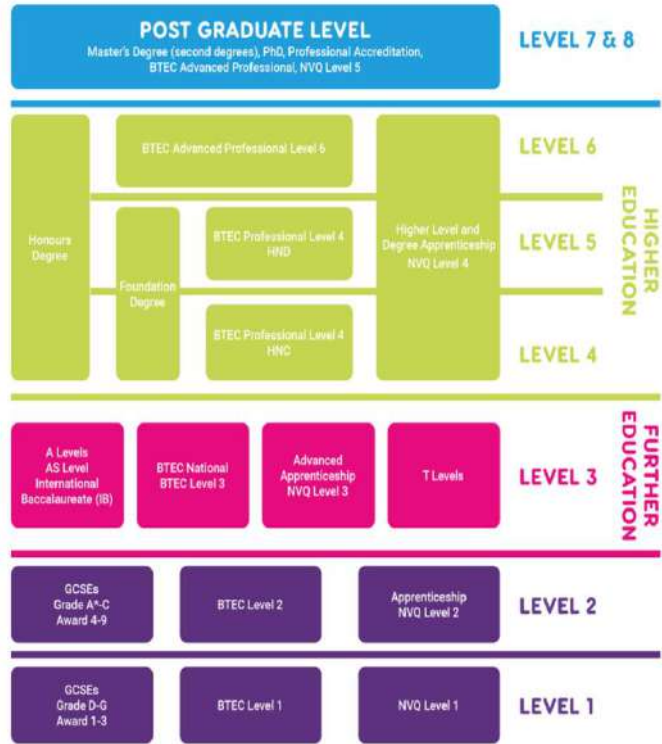 POST GRADUATE LEVEL
Master's Degree (second degrees), PhD, Professional Accreditation,
BTEC Advanced Professional, NVQ Level 5
LEVEL 7 & 8
BTEC Advanced Professional Level 6
LEVEL 6
Honours
Degree
Foundation
Degree
BTEC Professional Level 4
HND
Higher Level and
Degree Apprenticeship
NVQ Level 4
LEVEL 5
BTEC Professional Level 4
HNC
LEVEL 4
HIGHER
EDUCATION
A Levels
AS Level
International
Baccalaureate (IB)
BTEC National
BTEC Level 3
Advanced
Apprenticeship
NVQ Level 3
T Levels
LEVEL 3
FURTHER
EDUCATION
GCSEs
Grade A*-C
Award 4-9
BTEC Level 2
Apprenticeship
NVQ Level 2
LEVEL 2
GCSEs
Grade D-G
Award 1-3
BTEC Level 1
NVQ Level 1
LEVEL 1